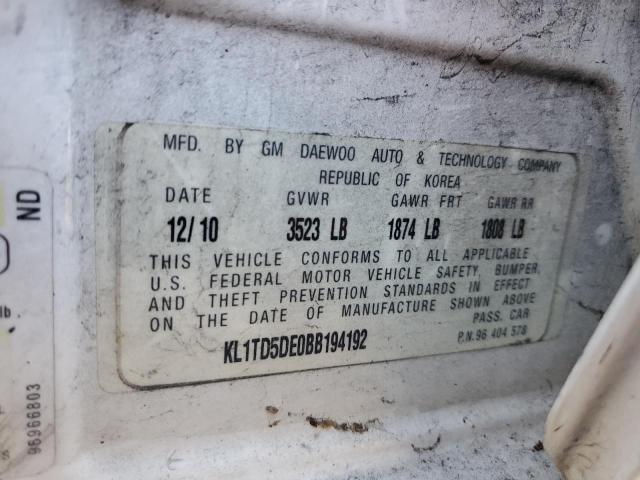 MFD. BY GM DAEWOO AUTO & TECHNOLOGY COMPANY
REPUBLIC OF KOREA
DATE GVWR GAWR FRT GAWR RR
12/10 3523 LB 1874 LB 1808 LB
THIS VEHICLE CONFORMS TO ALL APPLICABLE
U.S. FEDERAL MOTOR VEHICLE SAFETY, BUMPER,
AND THEFT PREVENTION STANDARDS IN EFFECT
ON THE DATE OF MANUFACTURE SHOWN ABOVE
PASS. CAR
KL1TD5DE0BB194192
P.N.96 404 578
ND
lb
96966803